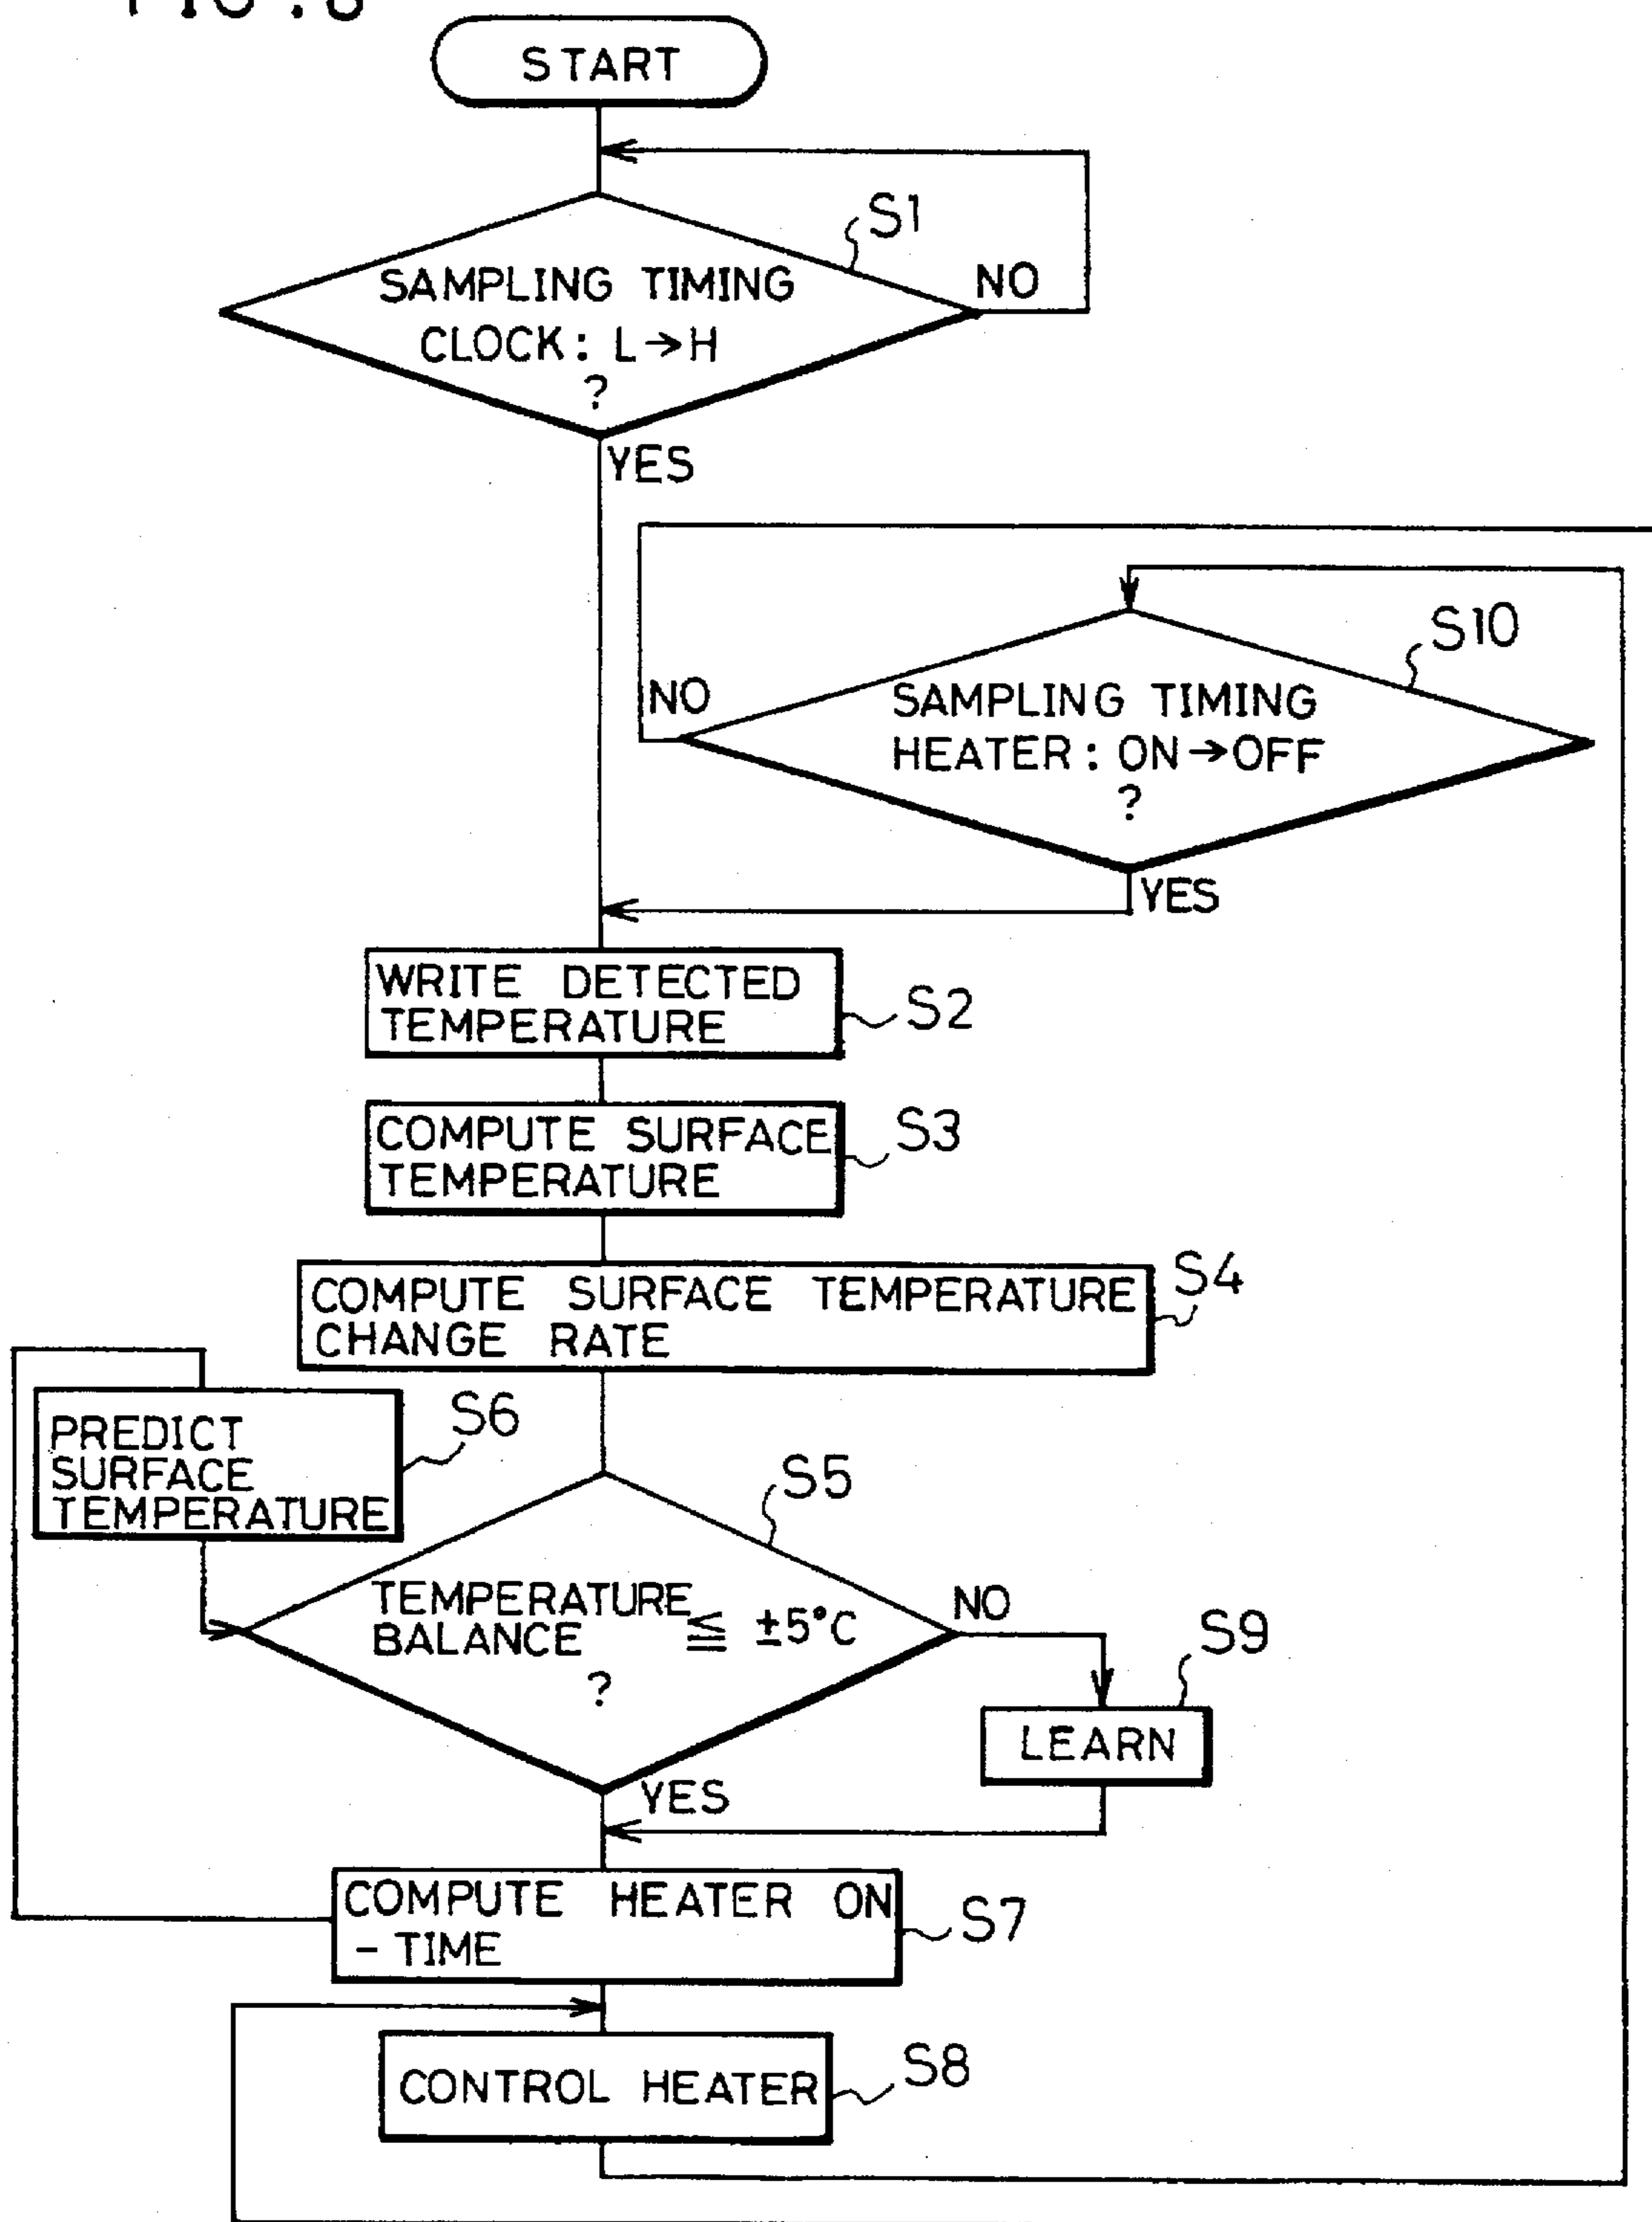 START
S1
SAMPLING TIMING
CLOCK: L→H
?
NO
YES
S10
NO
SAMPLING TIMING
HEATER: ON→OFF
?
YES
WRITE DETECTED
TEMPERATURE
S2
COMPUTE SURFACE
TEMPERATURE
S3
COMPUTE SURFACE TEMPERATURE
CHANGE RATE
S4
PREDICT
SURFACE
TEMPERATURE
S6
S5
TEMPERATURE
BALANCE ≦ ±5°C
?
NO
S9
LEARN
YES
COMPUTE HEATER ON
- TIME
S7
CONTROL HEATER
S8